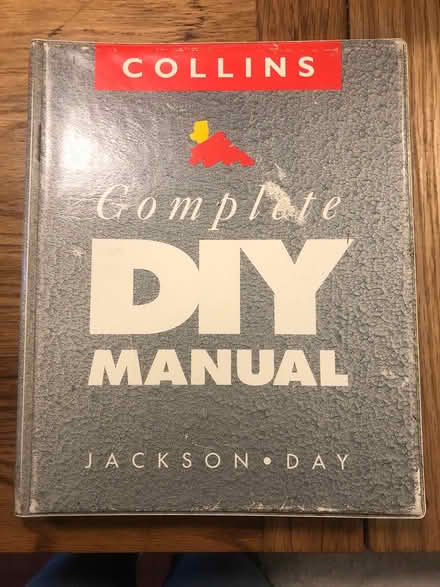 COLLINS
Complete
DIY
MANUAL
JACKSON • DAY